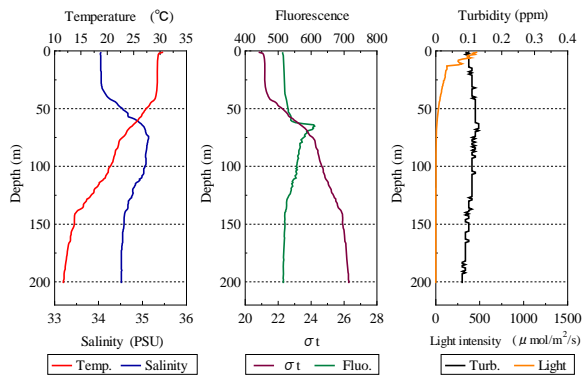 Temperature (℃)
10 15 20 25 30
Fluorescence
400 500 600 700 800
Turbidity (ppm)
0 0.1 0.2 0.3 0.4
Depth (m)
0
50
100
150
200
33 34 35 36
Salinity (PSU)
Temp. Salinity
Depth (m)
0
50
100
150
200
20 22 24 26 28
σt
σt Fluo.
Depth (m)
0
50
100
150
200
0 500 1000 1500
Light intensity (μ mol/m²/s)
Turb. Light